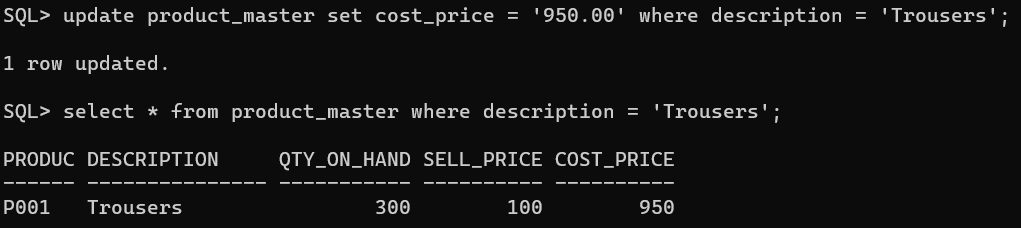 SQL> update product_master set cost_price = '950.00' where description = 'Trousers';
1 row updated.
SQL> select * from product_master where description = 'Trousers';
PRODUC DESCRIPTION     QTY_ON_HAND SELL_PRICE COST_PRICE
------ --------------- ----------- ---------- ----------
P001   Trousers                300        100        950